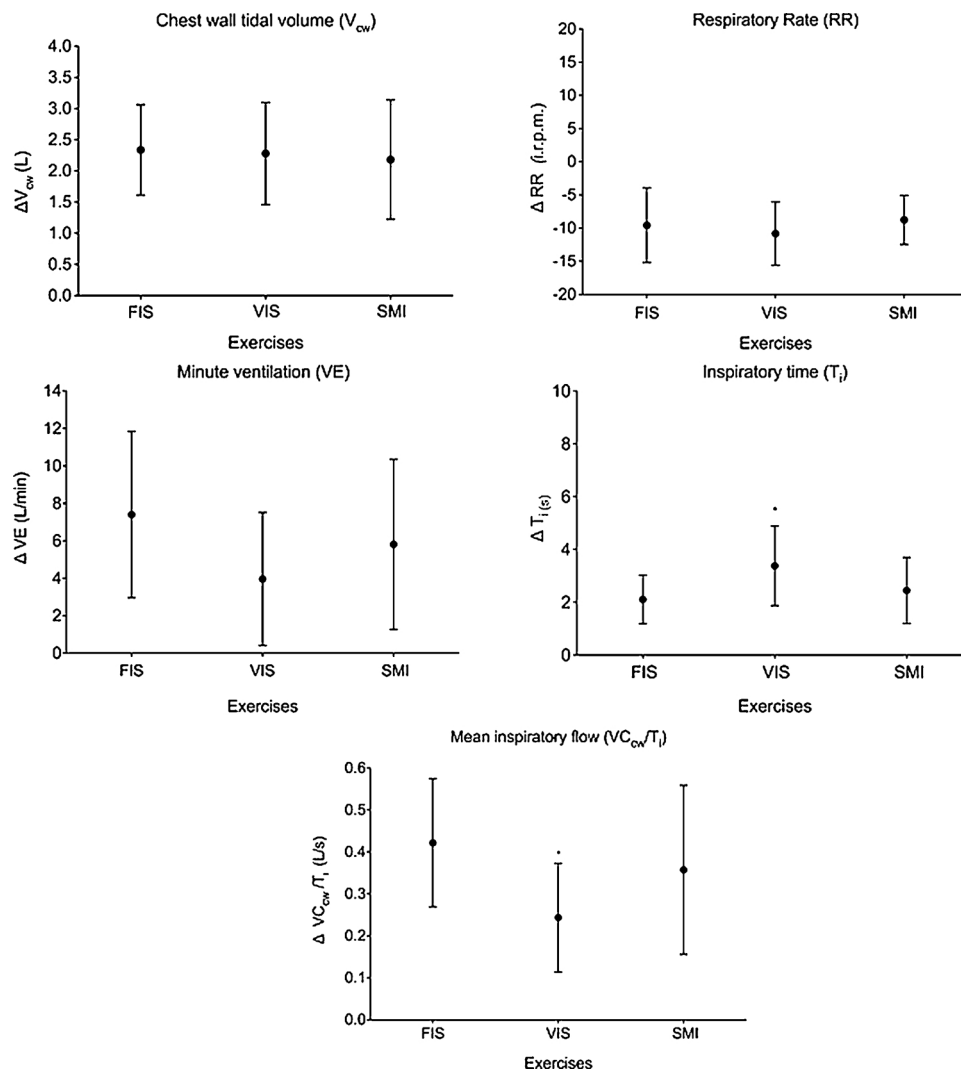 Chest wall tidal volume (Vcw)
ΔVcw (L)
4.0
3.5
3.0
2.5
2.0
1.5
1.0
0.5
0.0
FIS VIS SMI
Exercises
Respiratory Rate (RR)
Δ RR (i.r.p.m.)
20
15
10
5
0
-5
-10
-15
-20
FIS VIS SMI
Exercises
Minute ventilation (VE)
Δ VE (L/min)
14
12
10
8
6
4
2
0
FIS VIS SMI
Exercises
Inspiratory time (Ti)
Δ Ti(s)
10
8
6
4
2
0
FIS VIS SMI
Exercises
Mean inspiratory flow (VCcw/Ti)
Δ VCcw/Ti (L/s)
0.6
0.5
0.4
0.3
0.2
0.1
0.0
FIS VIS SMI
Exercises